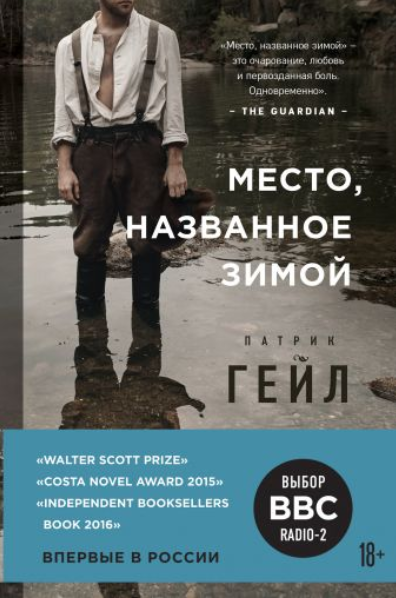 «Место, названное зимой» –
это очарование, любовь
и первозданная боль.
Одновременно».
– THE GUARDIAN –
МЕСТО,
НАЗВАННОЕ
ЗИМОЙ
ПАТРИК
ГЕЙЛ
«WALTER SCOTT PRIZE»
«COSTA NOVEL AWARD 2015»
«INDEPENDENT BOOKSELLERS
BOOK 2016»
ВПЕРВЫЕ В РОССИИ
ВЫБОР
BBC
RADIO-2
18+